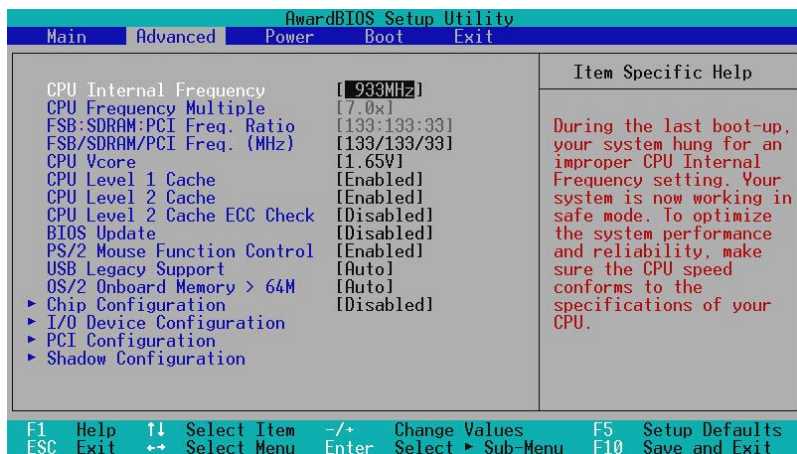 AwardBIOS Setup Utility
Main Advanced Power Boot Exit
Item Specific Help
CPU Internal Frequency [ 933MHz]
CPU Frequency Multiple [7.0x]
FSB:SDRAM:PCI Freq. Ratio [133:133:33]
FSB/SDRAM/PCI Freq. (MHz) [133/133/33]
CPU Vcore [1.65V]
CPU Level 1 Cache [Enabled]
CPU Level 2 Cache [Enabled]
CPU Level 2 Cache ECC Check [Disabled]
BIOS Update [Disabled]
PS/2 Mouse Function Control [Enabled]
USB Legacy Support [Auto]
OS/2 Onboard Memory > 64M [Auto]
► Chip Configuration [Disabled]
► I/O Device Configuration
► PCI Configuration
► Shadow Configuration
During the last boot-up,
your system hung for an
improper CPU Internal
Frequency setting. Your
system is now working in
safe mode. To optimize
the system performance
and reliability, make
sure the CPU speed
conforms to the
specifications of your
CPU.
F1 Help ↑↓ Select Item -/+ Change Values F5 Setup Defaults
ESC Exit ←→ Select Menu Enter Select ► Sub-Menu F10 Save and Exit